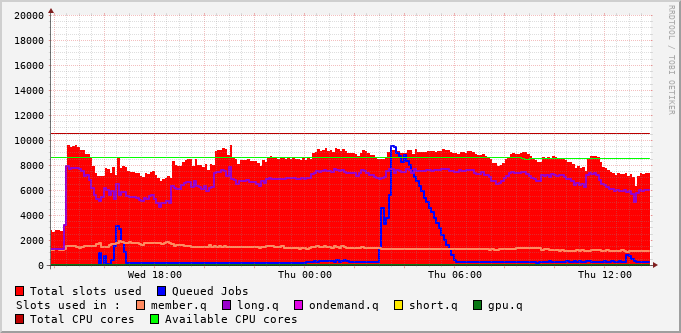 RRDTOOL / TOBI OETIKER
20000
18000
16000
14000
12000
10000
8000
6000
4000
2000
0
Wed 18:00 Thu 00:00 Thu 06:00 Thu 12:00
Total slots used Queued Jobs
Slots used in : member.q long.q ondemand.q short.q gpu.q
Total CPU cores Available CPU cores